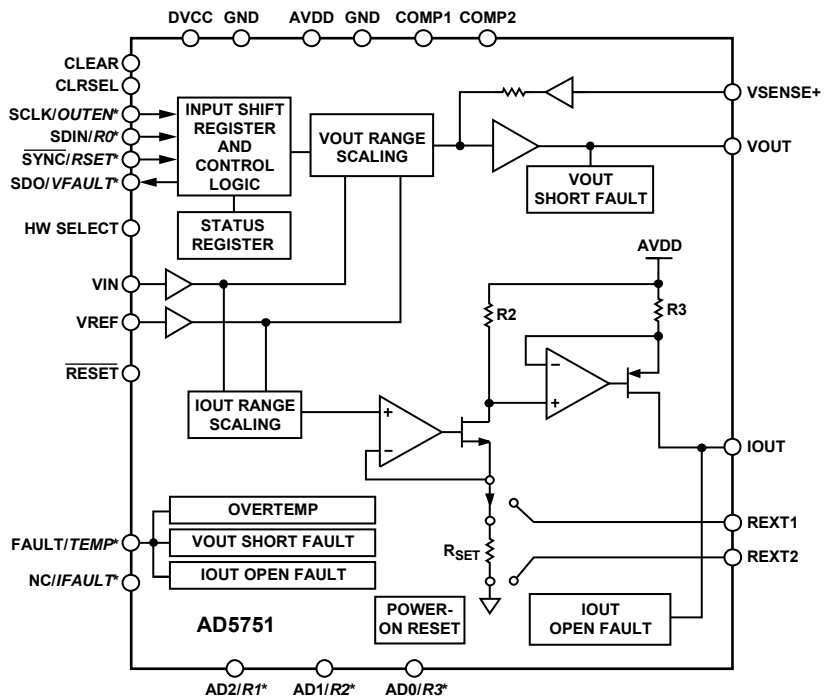 DVCC GND AVDD GND COMP1 COMP2
CLEAR
CLRSEL
SCLK/OUTEN*
SDIN/R0*
SYNC/RSET*
SDO/VFAULT*
HW SELECT
VIN
VREF
RESET
FAULT/TEMP*
NC/IFAULT*
INPUT SHIFT
REGISTER
AND
CONTROL
LOGIC
STATUS
REGISTER
VOUT RANGE
SCALING
VOUT
SHORT FAULT
VSENSE+
VOUT
AVDD
R2
R3
IOUT RANGE
SCALING
+
−
−
+
IOUT
REXT1
REXT2
RSET
OVERTEMP
VOUT SHORT FAULT
IOUT OPEN FAULT
POWER-
ON RESET
IOUT
OPEN FAULT
AD5751
AD2/R1* AD1/R2* AD0/R3*